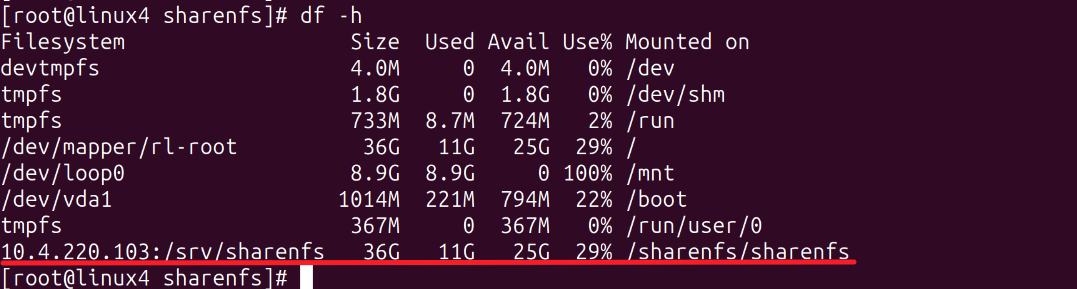 [root@linux4 sharenfs]# df -h
Filesystem                 Size  Used Avail Use% Mounted on
devtmpfs                   4.0M     0  4.0M   0% /dev
tmpfs                      1.8G     0  1.8G   0% /dev/shm
tmpfs                      733M  8.7M  724M   2% /run
/dev/mapper/rl-root         36G   11G   25G  29% /
/dev/loop0                 8.9G  8.9G     0 100% /mnt
/dev/vda1                 1014M  221M  794M  22% /boot
tmpfs                      367M     0  367M   0% /run/user/0
10.4.220.103:/srv/sharenfs   36G   11G   25G  29% /sharenfs/sharenfs
[root@linux4 sharenfs]#